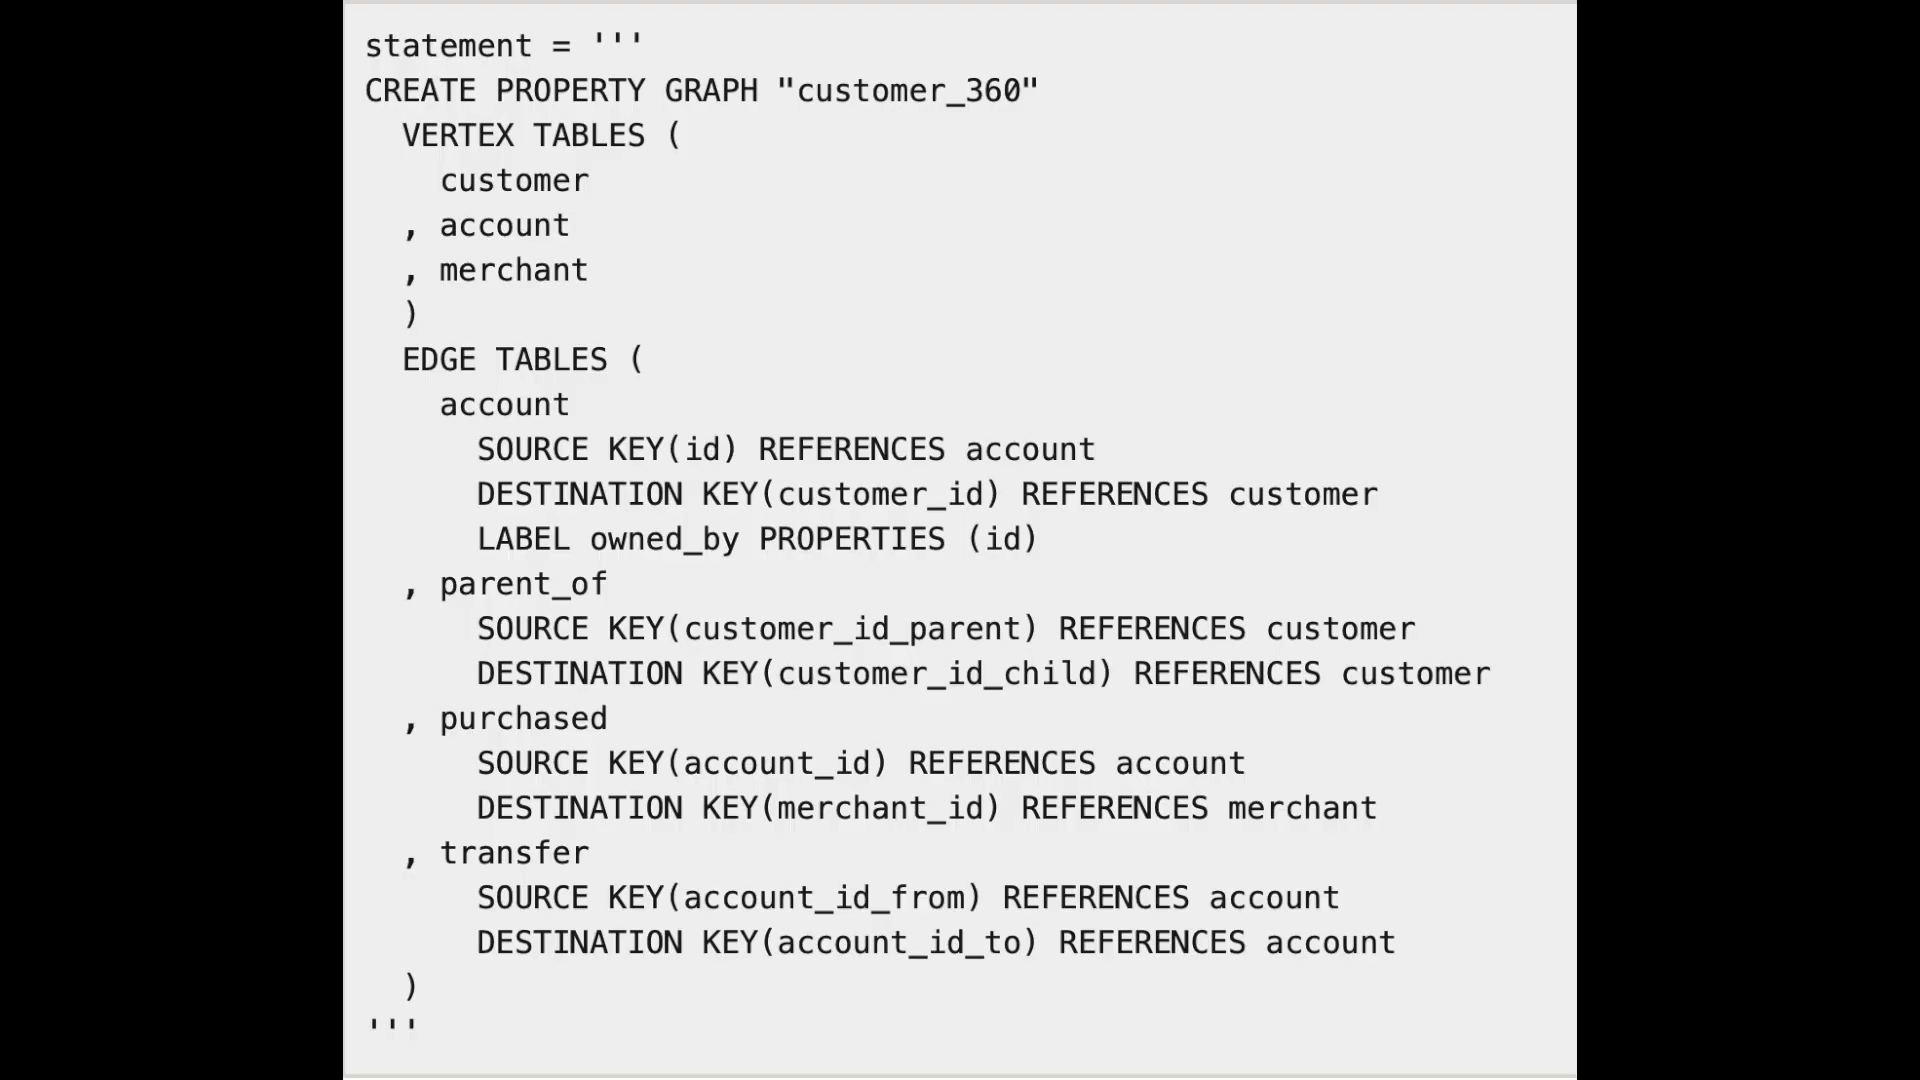 statement = '''
CREATE PROPERTY GRAPH "customer_360"
  VERTEX TABLES (
    customer
  , account
  , merchant
  )
  EDGE TABLES (
    account
      SOURCE KEY(id) REFERENCES account
      DESTINATION KEY(customer_id) REFERENCES customer
      LABEL owned_by PROPERTIES (id)
  , parent_of
      SOURCE KEY(customer_id_parent) REFERENCES customer
      DESTINATION KEY(customer_id_child) REFERENCES customer
  , purchased
      SOURCE KEY(account_id) REFERENCES account
      DESTINATION KEY(merchant_id) REFERENCES merchant
  , transfer
      SOURCE KEY(account_id_from) REFERENCES account
      DESTINATION KEY(account_id_to) REFERENCES account
  )
'''